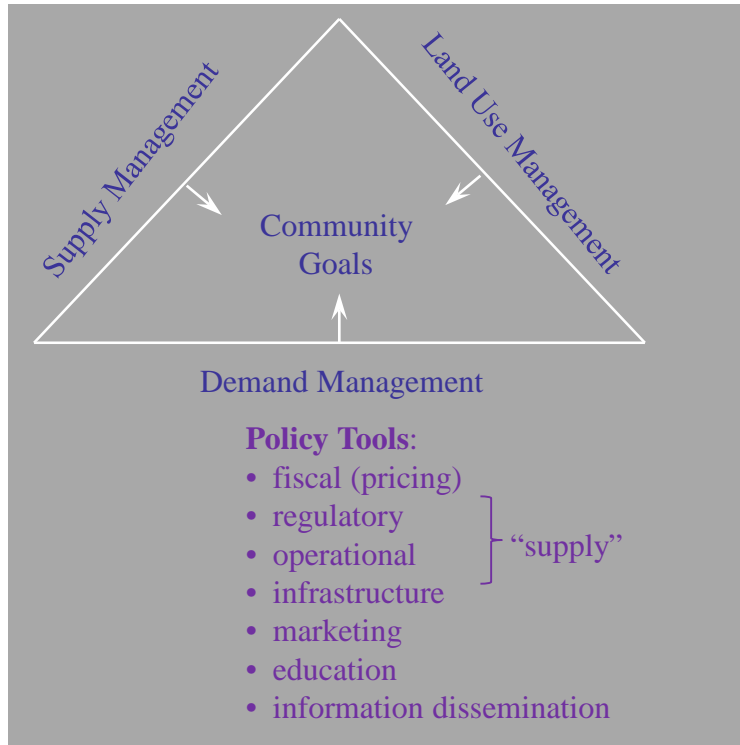 Supply Management
Land Use Management
Community
Goals
Demand Management
Policy Tools:
• fiscal (pricing)
• regulatory
• operational
“supply”
• infrastructure
• marketing
• education
• information dissemination